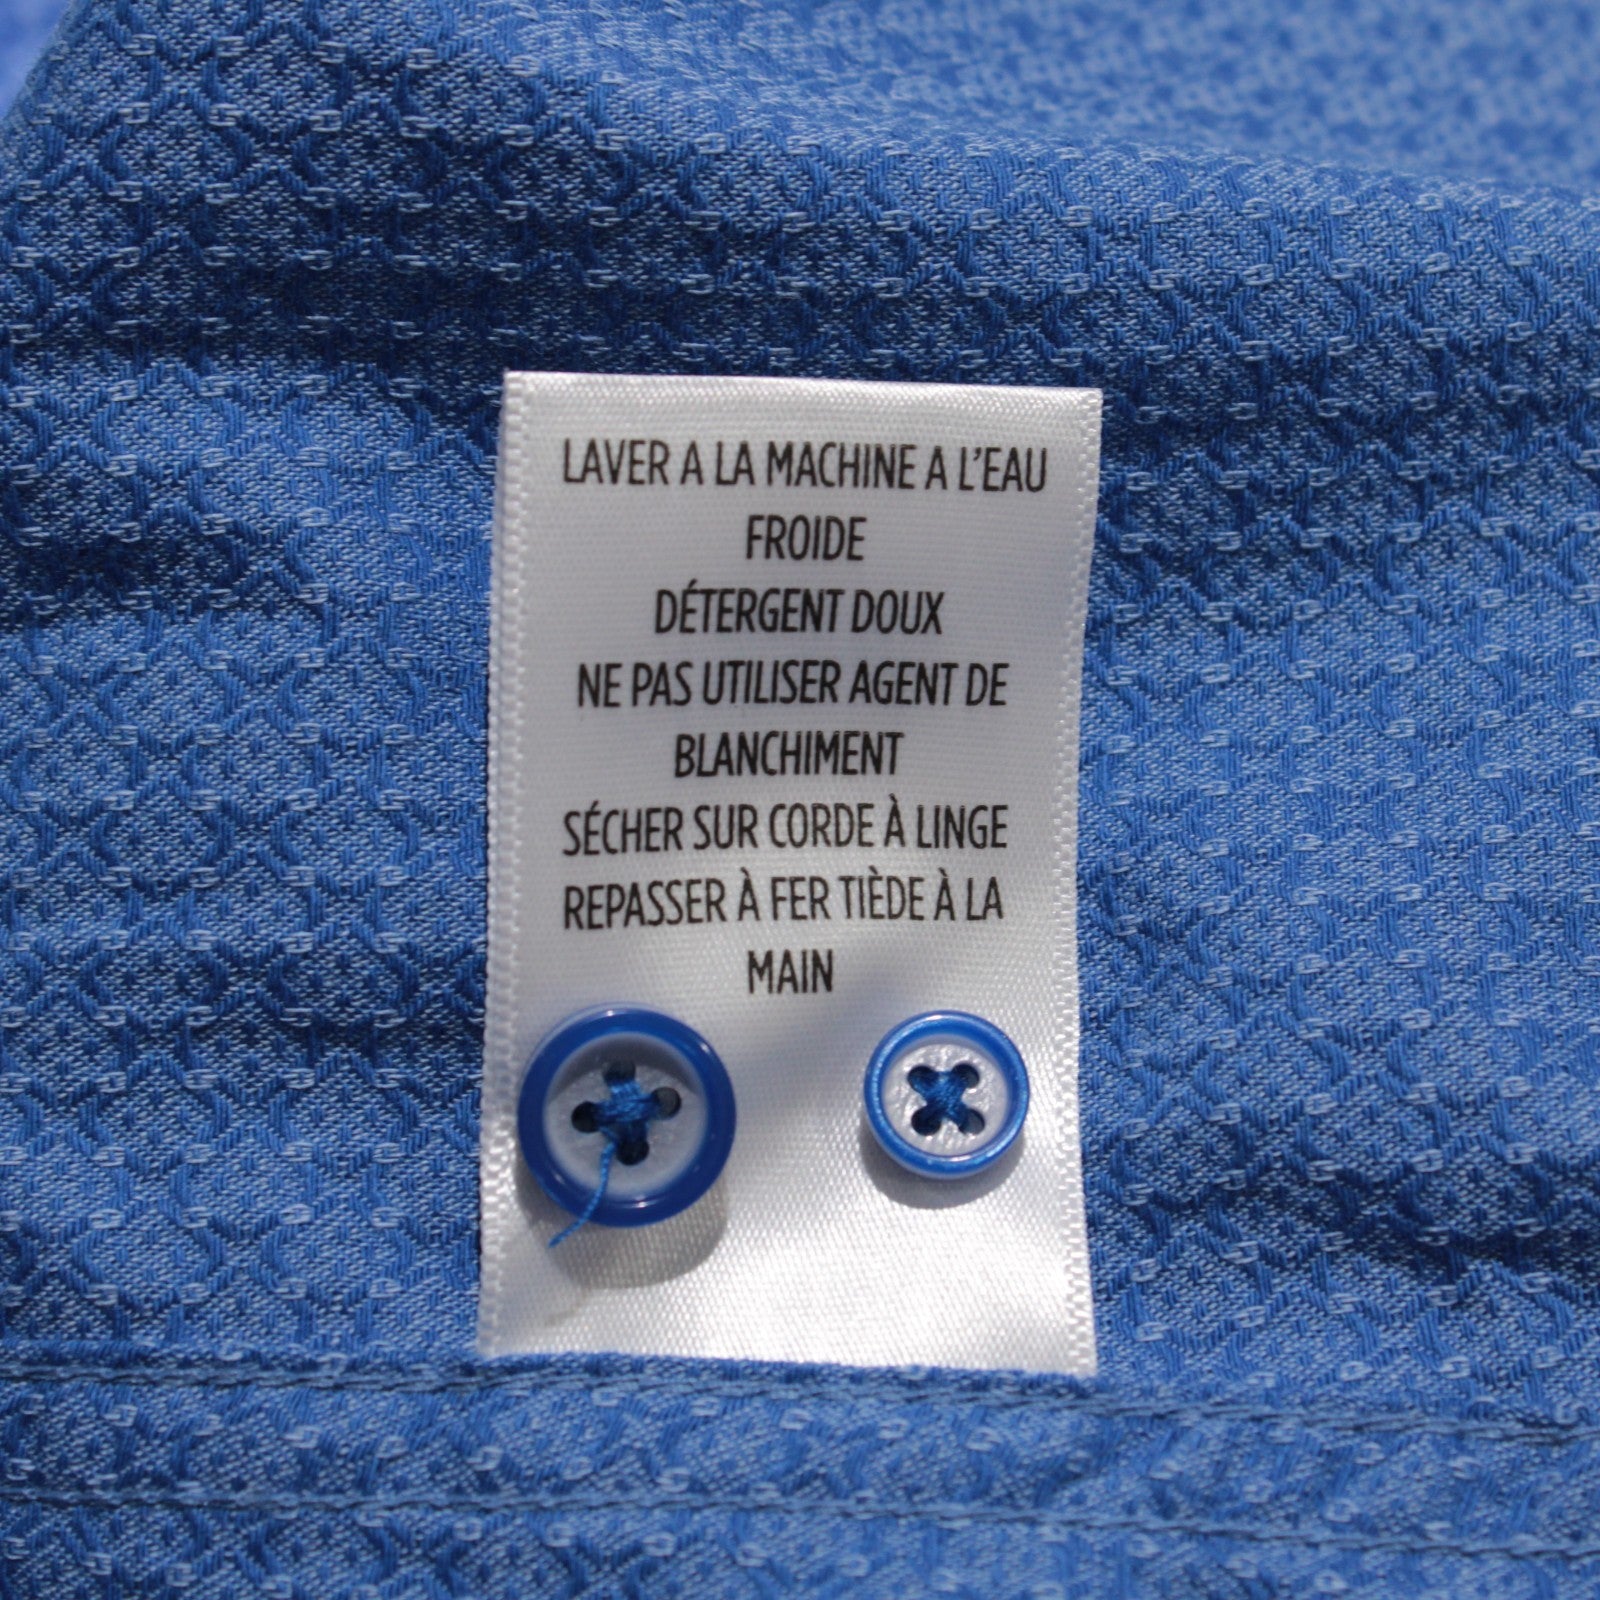 LAVER A LA MACHINE A L'EAU
FROIDE
DÉTERGENT DOUX
NE PAS UTILISER AGENT DE
BLANCHIMENT
SÉCHER SUR CORDE À LINGE
REPASSER À FER TIÈDE À LA
MAIN